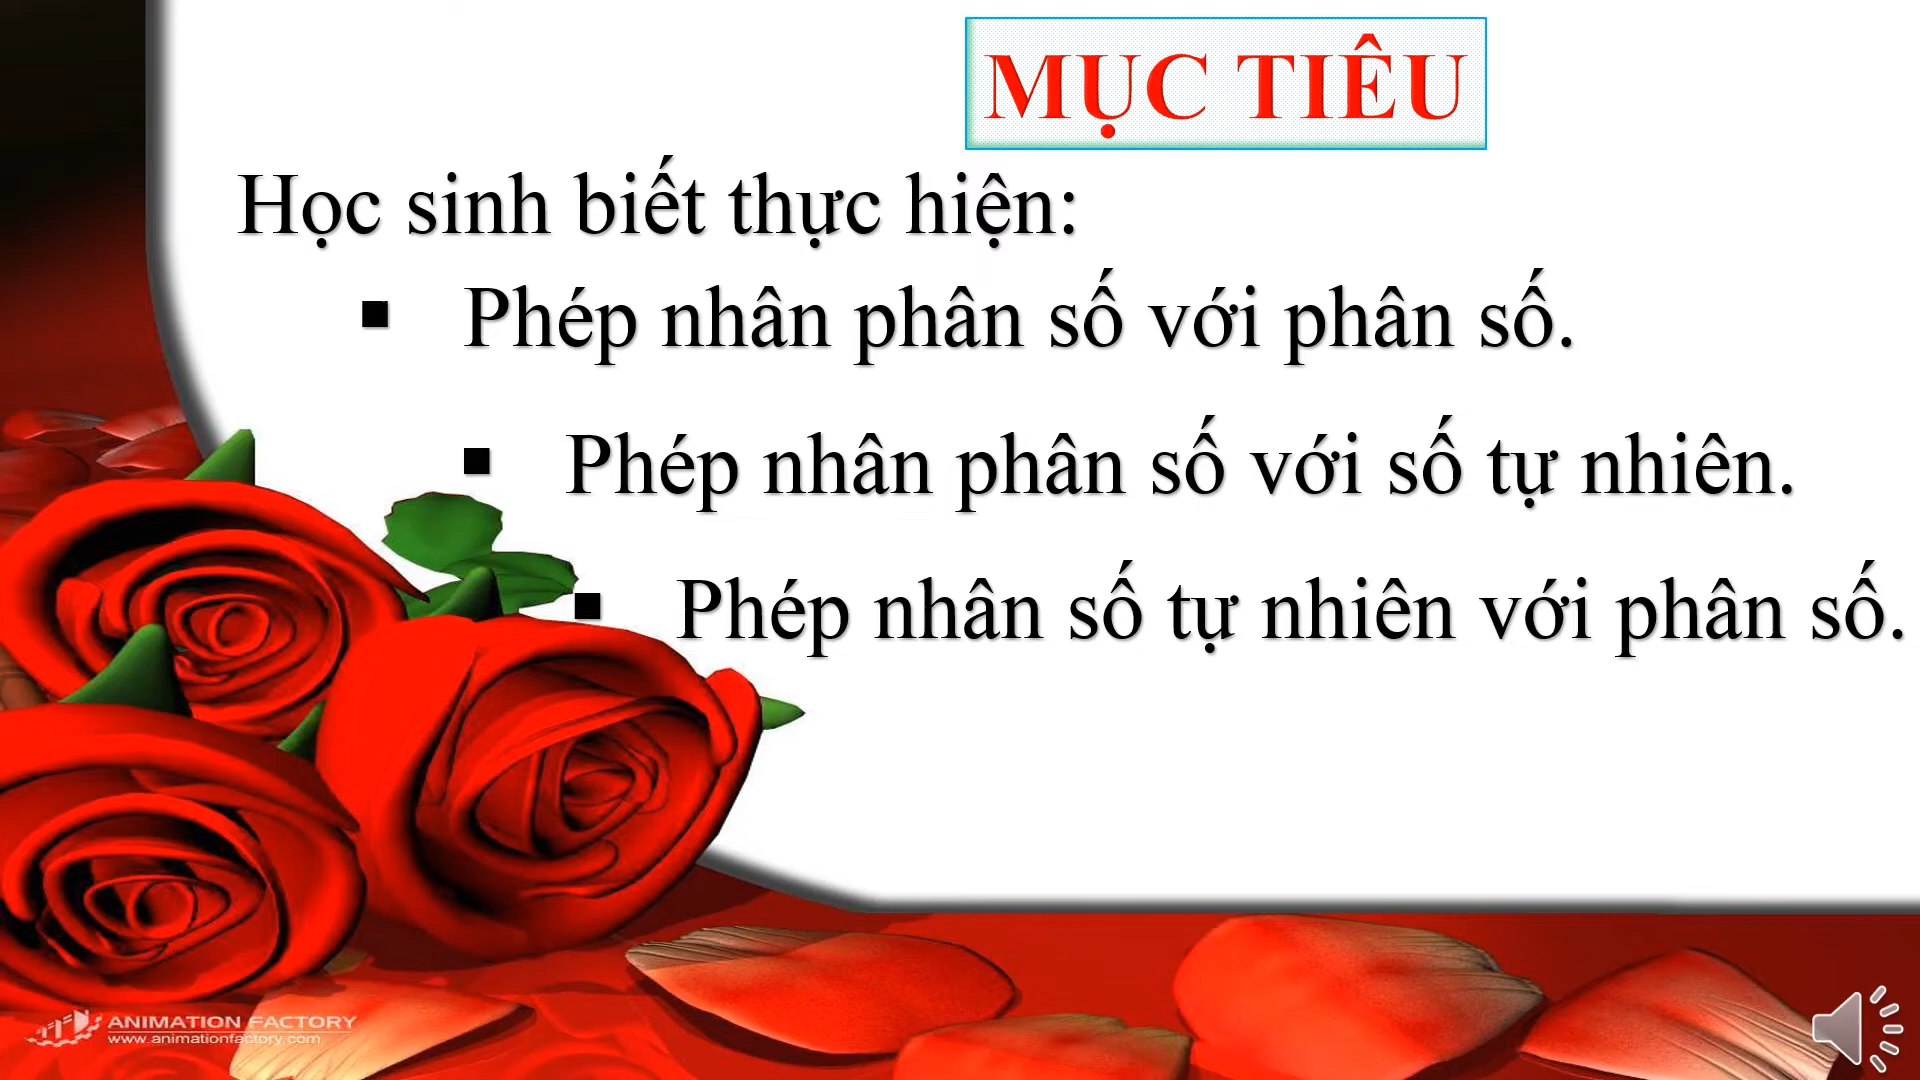 MỤC TIÊU
Học sinh biết thực hiện:
▪ Phép nhân phân số với phân số.
▪ Phép nhân phân số với số tự nhiên.
▪ Phép nhân số tự nhiên với phân số.
ANIMATION FACTORY
www.animationfactory.com